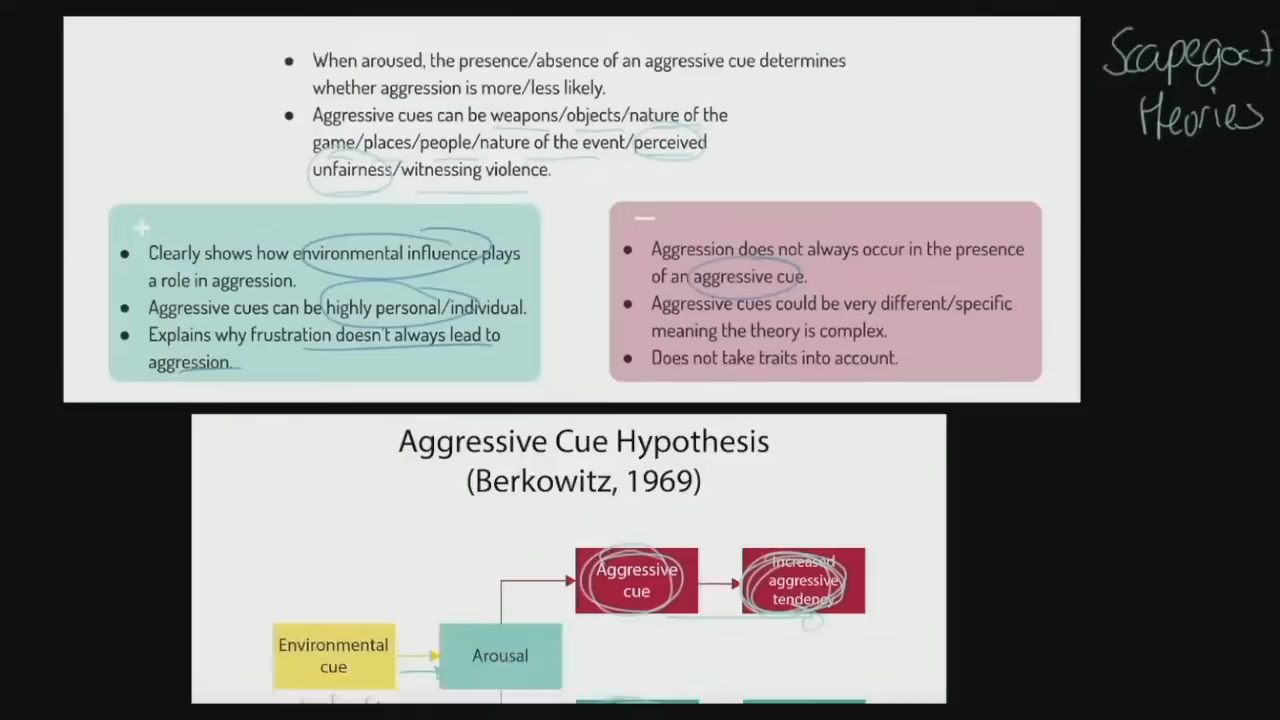 Scapegoat
theories
When aroused, the presence/absence of an aggressive cue determines
whether aggression is more/less likely.
Aggressive cues can be weapons/objects/nature of the
game/places/people/nature of the event/perceived
unfairness/witnessing violence.
+
Clearly shows how environmental influence plays
a role in aggression.
Aggressive cues can be highly personal/individual.
Explains why frustration doesn't always lead to
aggression.
—
Aggression does not always occur in the presence
of an aggressive cue.
Aggressive cues could be very different/specific
meaning the theory is complex.
Does not take traits into account.
Aggressive Cue Hypothesis
(Berkowitz, 1969)
Aggressive
cue
Increased
aggressive
tendency
Environmental
cue
Arousal